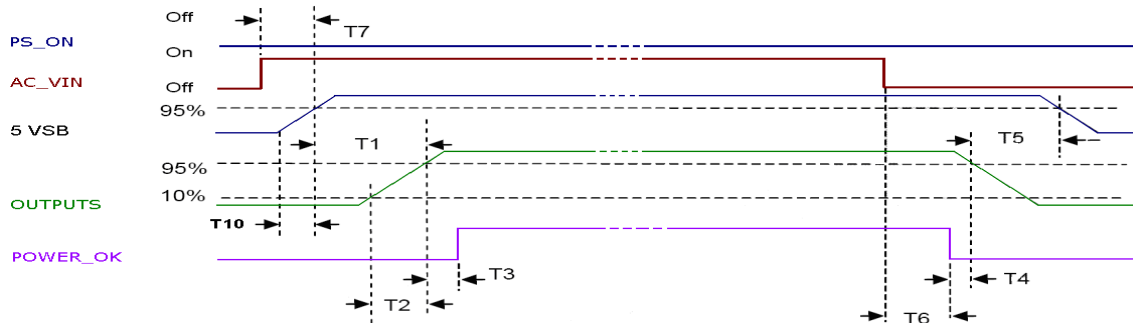 Off
T7
PS_ON
On
AC_VIN
Off
95%
5 VSB
T1
T5
95%
10%
OUTPUTS
T10
POWER_OK
T3
T4
T2
T6